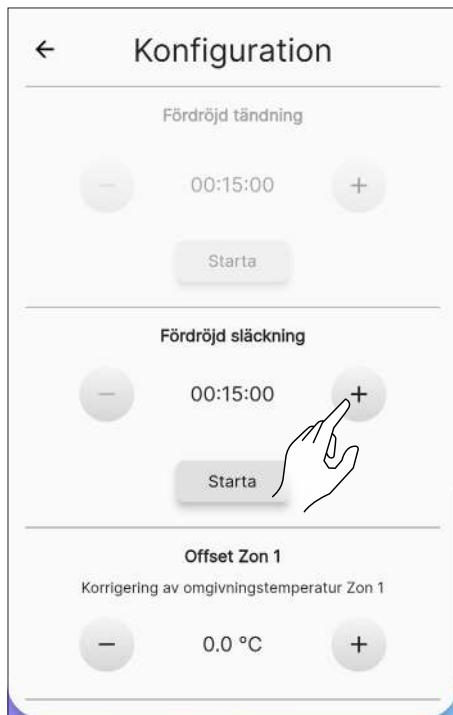 ← Konfiguration
Fördröjd tändning
− 00:15:00 +
Starta
Fördröjd släckning
− 00:15:00 +
Starta
Offset Zon 1
Korrigering av omgivningstemperatur Zon 1
− 0.0 °C +